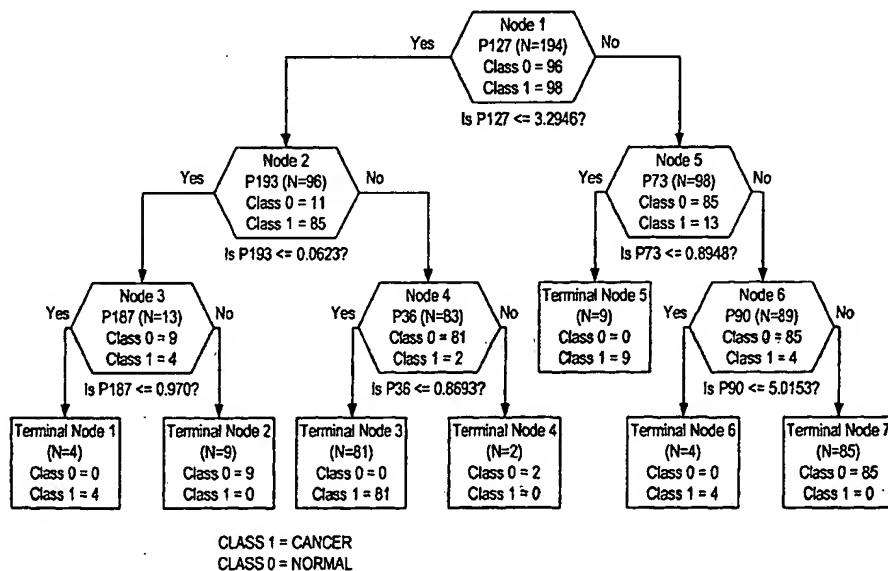 Node 1
P127 (N=194)
Class 0 = 96
Class 1 = 98
Yes
No
Is P127 <= 3.2946?
Node 2
P193 (N=96)
Class 0 = 11
Class 1 = 85
Yes
No
Is P193 <= 0.0623?
Node 5
P73 (N=98)
Class 0 = 85
Class 1 = 13
Yes
No
Is P73 <= 0.8948?
Node 3
P187 (N=13)
Class 0 = 9
Class 1 = 4
Yes
No
Is P187 <= 0.970?
Node 4
P36 (N=83)
Class 0 = 81
Class 1 = 2
Yes
No
Is P36 <= 0.8693?
Terminal Node 5
(N=9)
Class 0 = 0
Class 1 = 9
Node 6
P90 (N=89)
Class 0 = 85
Class 1 = 4
Yes
No
Is P90 <= 5.0153?
Terminal Node 1
(N=4)
Class 0 = 0
Class 1 = 4
Terminal Node 2
(N=9)
Class 0 = 9
Class 1 = 0
Terminal Node 3
(N=81)
Class 0 = 0
Class 1 = 81
Terminal Node 4
(N=2)
Class 0 = 2
Class 1 = 0
Terminal Node 6
(N=4)
Class 0 = 0
Class 1 = 4
Terminal Node 7
(N=85)
Class 0 = 85
Class 1 = 0
CLASS 1 = CANCER
CLASS 0 = NORMAL